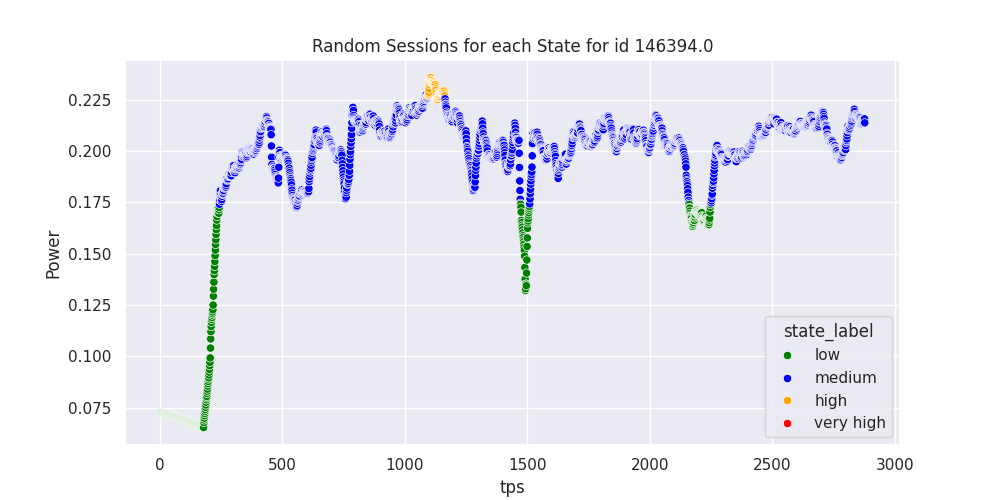 Random Sessions for each State for id 146394.0
Power
0.225
0.200
0.175
0.150
0.125
0.100
0.075
0
500
1000
1500
2000
2500
3000
tps
state_label
low
medium
high
very high